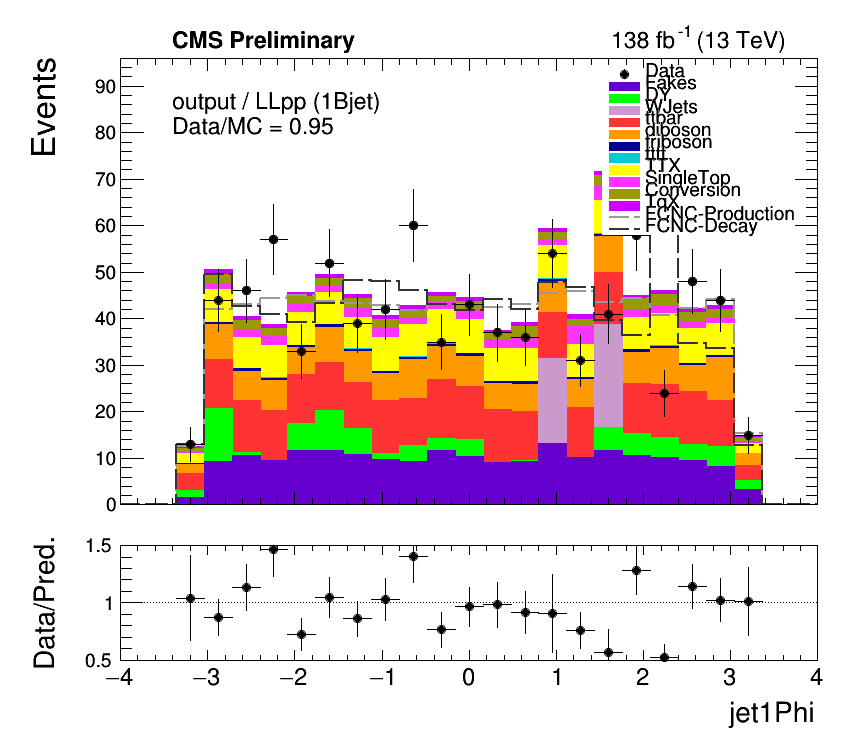 CMS Preliminary
138 fb-1 (13 TeV)
Events
output / LLpp (1Bjet)
Data/MC = 0.95
Data
Fakes
DY
WJets
ttbar
diboson
triboson
tttt
TTX
SingleTop
Conversion
TqX
FCNC-Production
FCNC-Decay
90
80
70
60
50
40
30
20
10
0
Data/Pred.
1.5
1
0.5
−4 −3 −2 −1 0 1 2 3 4
jet1Phi